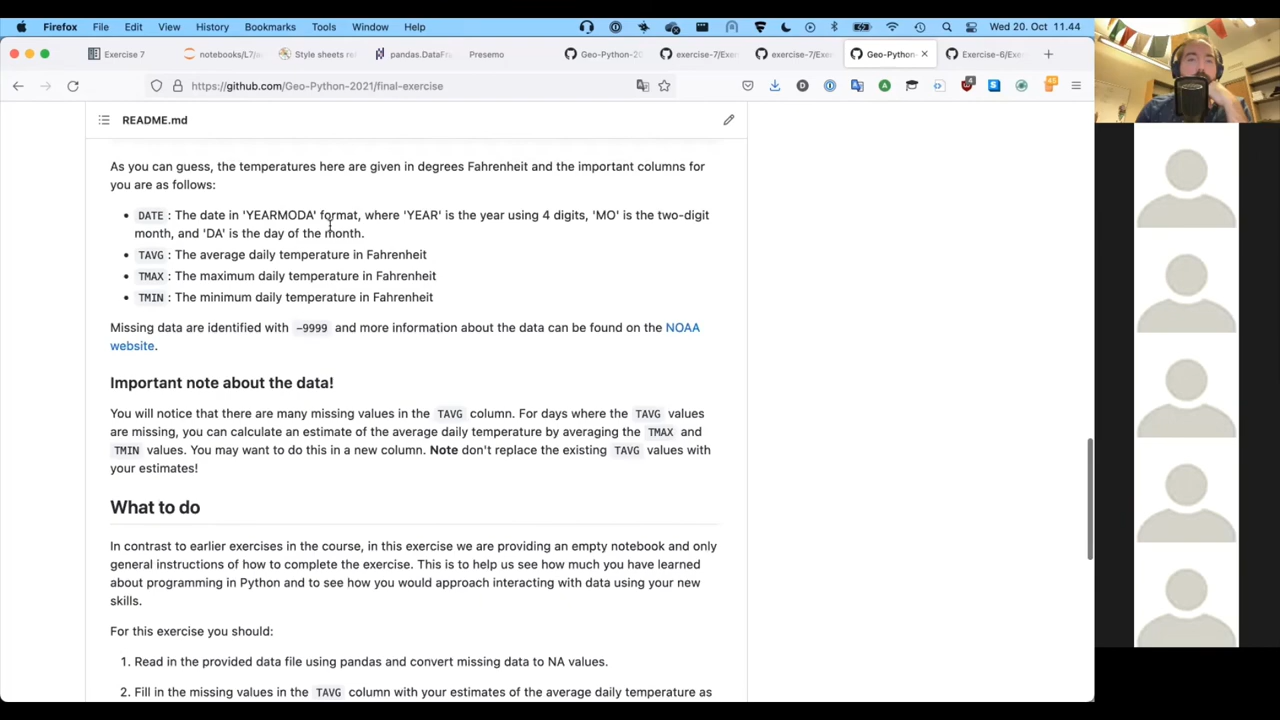 Firefox File Edit View History Bookmarks Tools Window Help Wed 20. Oct 11.44
Exercise 7 notebooks/L7/ Style sheets re pandas.DataFr Presemo Geo-Python-20 exercise-7/Exe exercise-7/Exe Geo-Python- Exercise-6/Exe
https://github.com/Geo-Python-2021/final-exercise
README.md
As you can guess, the temperatures here are given in degrees Fahrenheit and the important columns for
you are as follows:
• DATE : The date in 'YEARMODA' format, where 'YEAR' is the year using 4 digits, 'MO' is the two-digit
month, and 'DA' is the day of the month.
• TAVG : The average daily temperature in Fahrenheit
• TMAX : The maximum daily temperature in Fahrenheit
• TMIN : The minimum daily temperature in Fahrenheit
Missing data are identified with -9999 and more information about the data can be found on the NOAA
website.
Important note about the data!
You will notice that there are many missing values in the TAVG column. For days where the TAVG values
are missing, you can calculate an estimate of the average daily temperature by averaging the TMAX and
TMIN values. You may want to do this in a new column. Note don't replace the existing TAVG values with
your estimates!
What to do
In contrast to earlier exercises in the course, in this exercise we are providing an empty notebook and only
general instructions of how to complete the exercise. This is to help us see how much you have learned
about programming in Python and to see how you would approach interacting with data using your new
skills.
For this exercise you should:
1. Read in the provided data file using pandas and convert missing data to NA values.
2. Fill in the missing values in the TAVG column with your estimates of the average daily temperature as